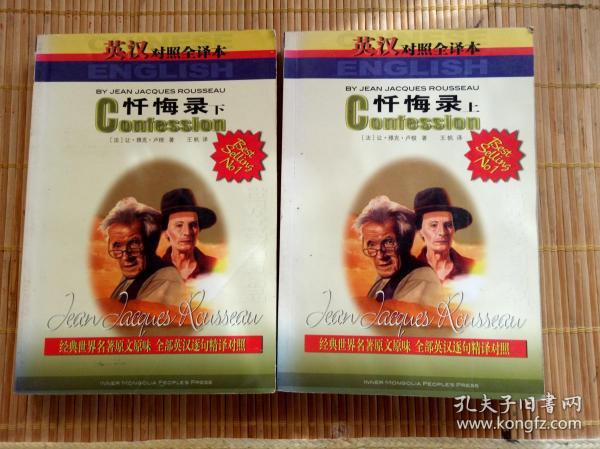 英汉对照全译本
ENGLISH
BY JEAN JACQUES ROUSSEAU
忏悔录 下
Confession
[法] 让·雅克·卢梭 著 王帆 译
Best
Selling
No1
Jean Jacques Rousseau
经典世界名著原文原味 全部英汉逐句精译对照
INNER MONGOLIA PEOPLE'S PRESS
英汉对照全译本
ENGLISH
BY JEAN JACQUES ROUSSEAU
忏悔录 上
Confession
[法] 让·雅克·卢梭 著 王帆 译
Best
Selling
No1
Jean Jacques Rousseau
经典世界名著原文原味 全部英汉逐句精译对照
INNER MONGOLIA PEOPLE'S PRESS
孔夫子旧书网
kongfz.com